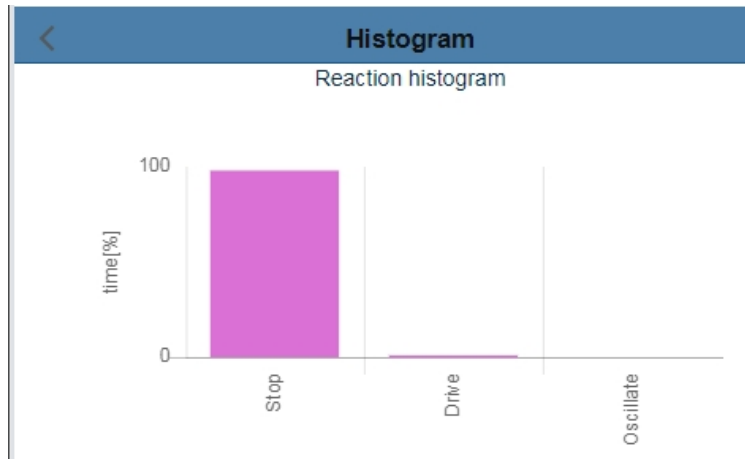 Histogram
Reaction histogram
100
time[%]
0
Stop
Drive
Oscillate